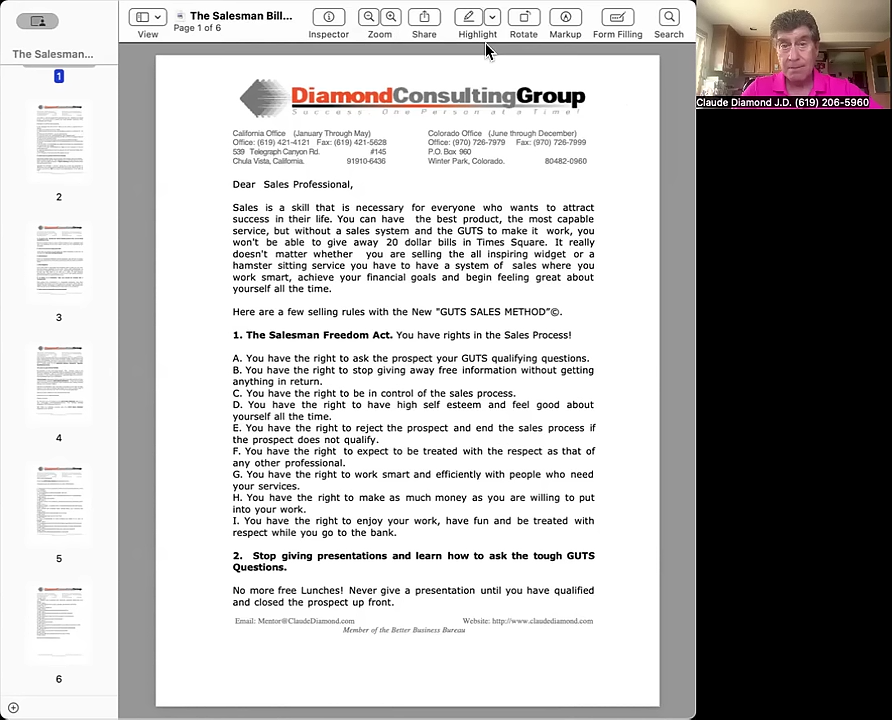 The Salesman Bill...
Page 1 of 6
View
Inspector
Zoom
Share
Highlight
Rotate
Markup
Form Filling
Search
The Salesman...
1
2
3
4
5
6
Claude Diamond J.D. (619) 206-5960
DiamondConsultingGroup
Success, One Person at a Time!
California Office (January Through May)
Office: (619) 421-4121 Fax: (619) 421-5628
539 Telegraph Canyon Rd. #145
Chula Vista, California. 91910-6436
Colorado Office (June through December)
Office: (970) 726-7979 Fax: (970) 726-7999
P.O. Box 960
Winter Park, Colorado. 80482-0960
Dear Sales Professional,
Sales is a skill that is necessary for everyone who wants to attract
success in their life. You can have the best product, the most capable
service, but without a sales system and the GUTS to make it work, you
won't be able to give away 20 dollar bills in Times Square. It really
doesn't matter whether you are selling the all inspiring widget or a
hamster sitting service you have to have a system of sales where you
work smart, achieve your financial goals and begin feeling great about
yourself all the time.
Here are a few selling rules with the New "GUTS SALES METHOD"©.
1. The Salesman Freedom Act. You have rights in the Sales Process!
A. You have the right to ask the prospect your GUTS qualifying questions.
B. You have the right to stop giving away free information without getting
anything in return.
C. You have the right to be in control of the sales process.
D. You have the right to have high self esteem and feel good about
yourself all the time.
E. You have the right to reject the prospect and end the sales process if
the prospect does not qualify.
F. You have the right to expect to be treated with the respect as that of
any other professional.
G. You have the right to work smart and efficiently with people who need
your services.
H. You have the right to make as much money as you are willing to put
into your work.
I. You have the right to enjoy your work, have fun and be treated with
respect while you go to the bank.
2. Stop giving presentations and learn how to ask the tough GUTS
Questions.
No more free Lunches! Never give a presentation until you have qualified
and closed the prospect up front.
Email: Mentor@ClaudeDiamond.com Website: http://www.claudediamond.com
Member of the Better Business Bureau